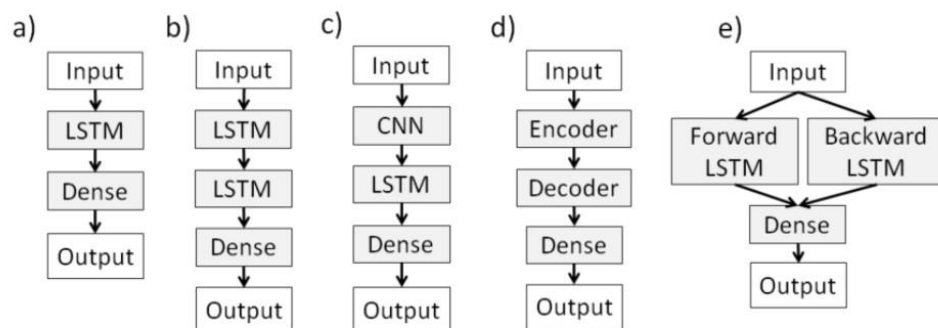 a)
Input
LSTM
Dense
Output
b)
Input
LSTM
LSTM
Dense
Output
c)
Input
CNN
LSTM
Dense
Output
d)
Input
Encoder
Decoder
Dense
Output
e)
Input
Forward
LSTM
Backward
LSTM
Dense
Output